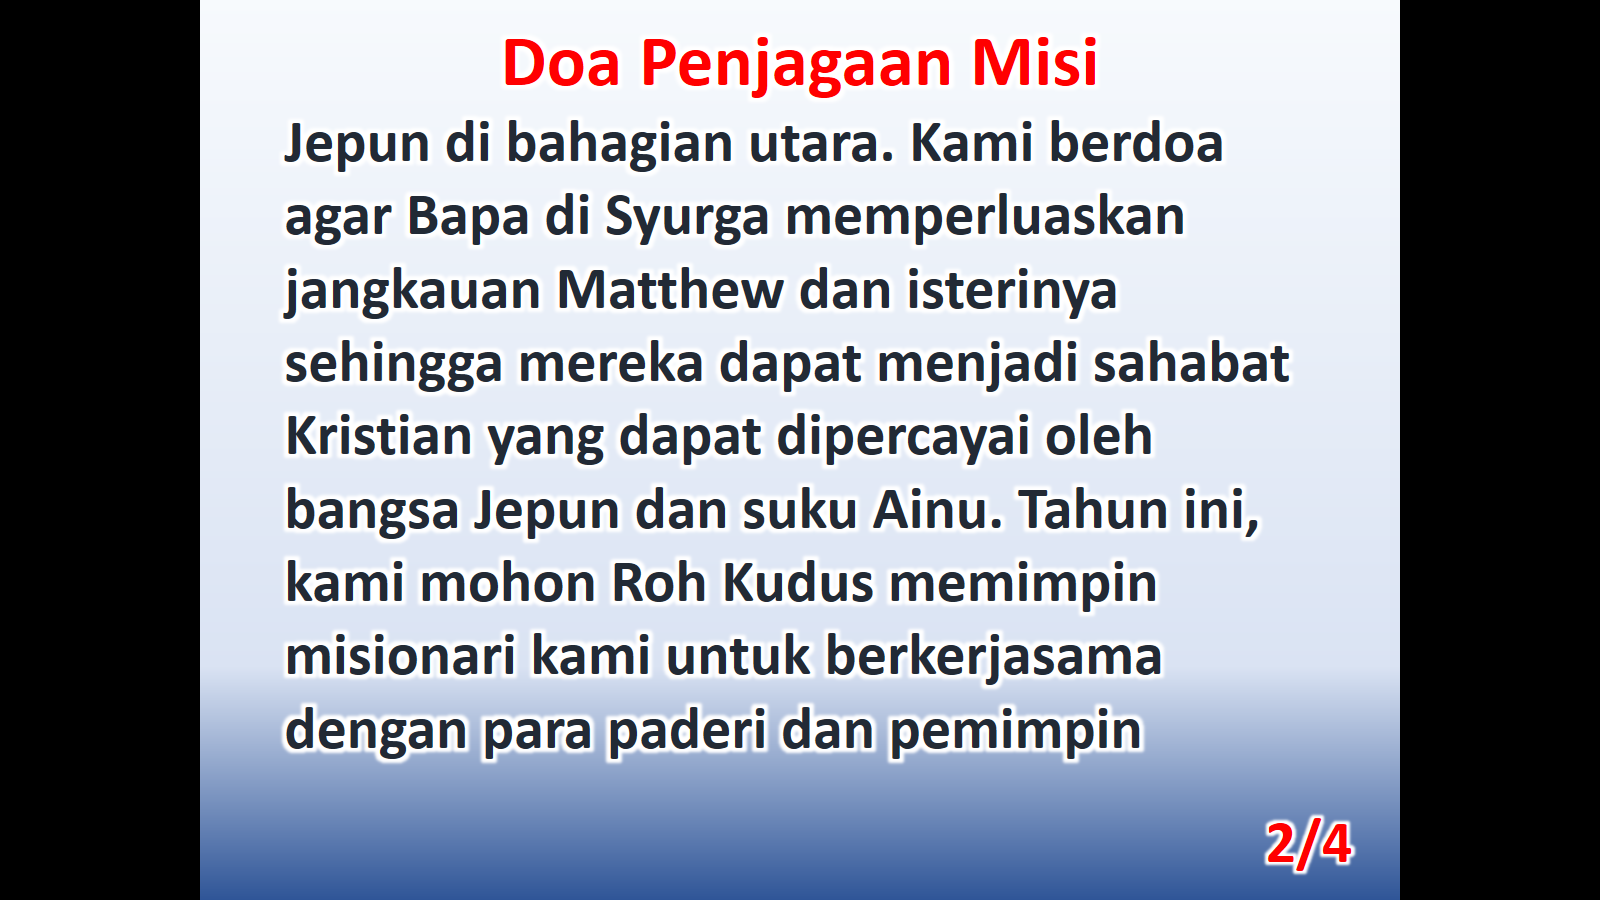 Doa Penjagaan Misi
Jepun di bahagian utara. Kami berdoa
agar Bapa di Syurga memperluaskan
jangkauan Matthew dan isterinya
sehingga mereka dapat menjadi sahabat
Kristian yang dapat dipercayai oleh
bangsa Jepun dan suku Ainu. Tahun ini,
kami mohon Roh Kudus memimpin
misionari kami untuk berkerjasama
dengan para paderi dan pemimpin
2/4